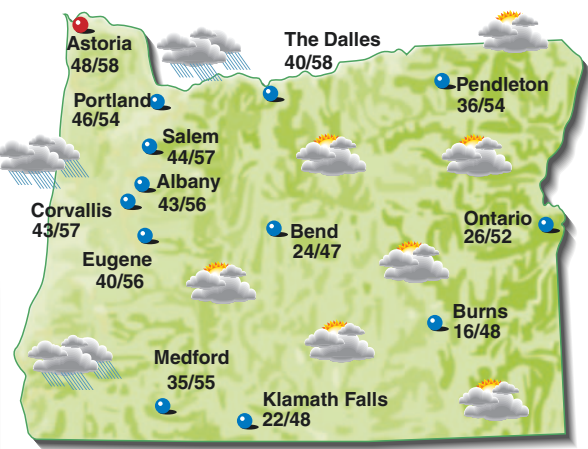 Astoria
48/58
The Dalles
40/58
Pendleton
36/54
Portland
46/54
Salem
44/57
Albany
43/56
Corvallis
43/57
Ontario
26/52
Bend
24/47
Eugene
40/56
Burns
16/48
Medford
35/55
Klamath Falls
22/48